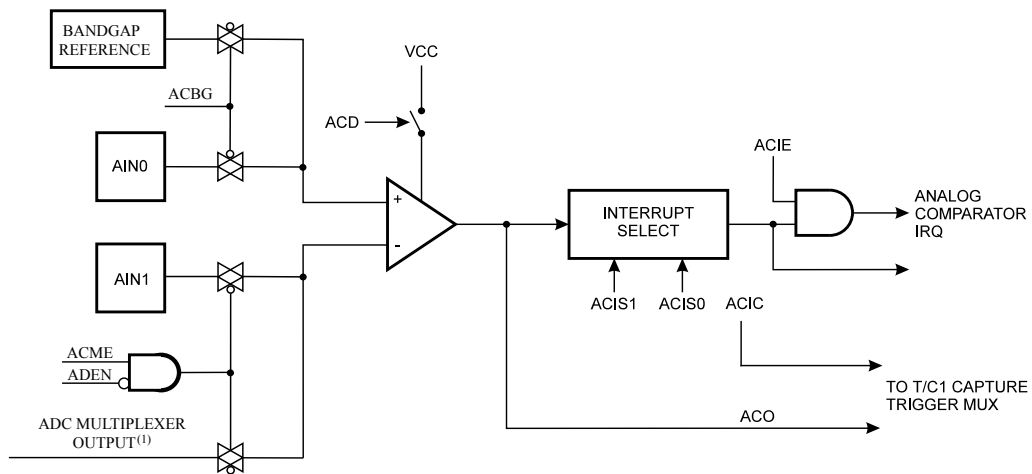 BANDGAP
REFERENCE
VCC
ACBG
ACD
AIN0
ACIE
+
-
INTERRUPT
SELECT
ANALOG
COMPARATOR
IRQ
AIN1
ACIS1
ACIS0
ACIC
ACME
ADEN
TO T/C1 CAPTURE
TRIGGER MUX
ADC MULTIPLEXER
OUTPUT(1)
ACO